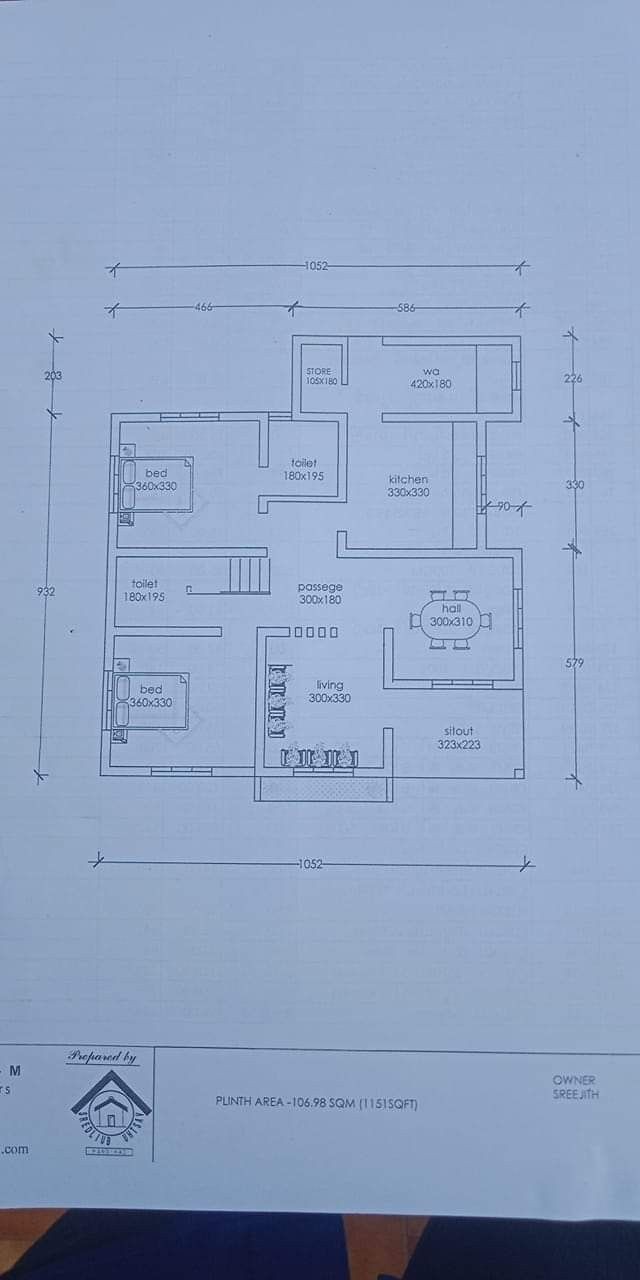 1052
466
586
203
226
STORE
105X180
wa
420x180
bed
360x330
toilet
180x195
kitchen
330x330
330
90
932
toilet
180x195
passege
300x180
hall
300x310
579
bed
360x330
living
300x330
sitout
323x223
1052
Prepared by
M
rs
.com
PLINTH AREA -106.98 SQM (1151SQFT)
OWNER
SREEJITH